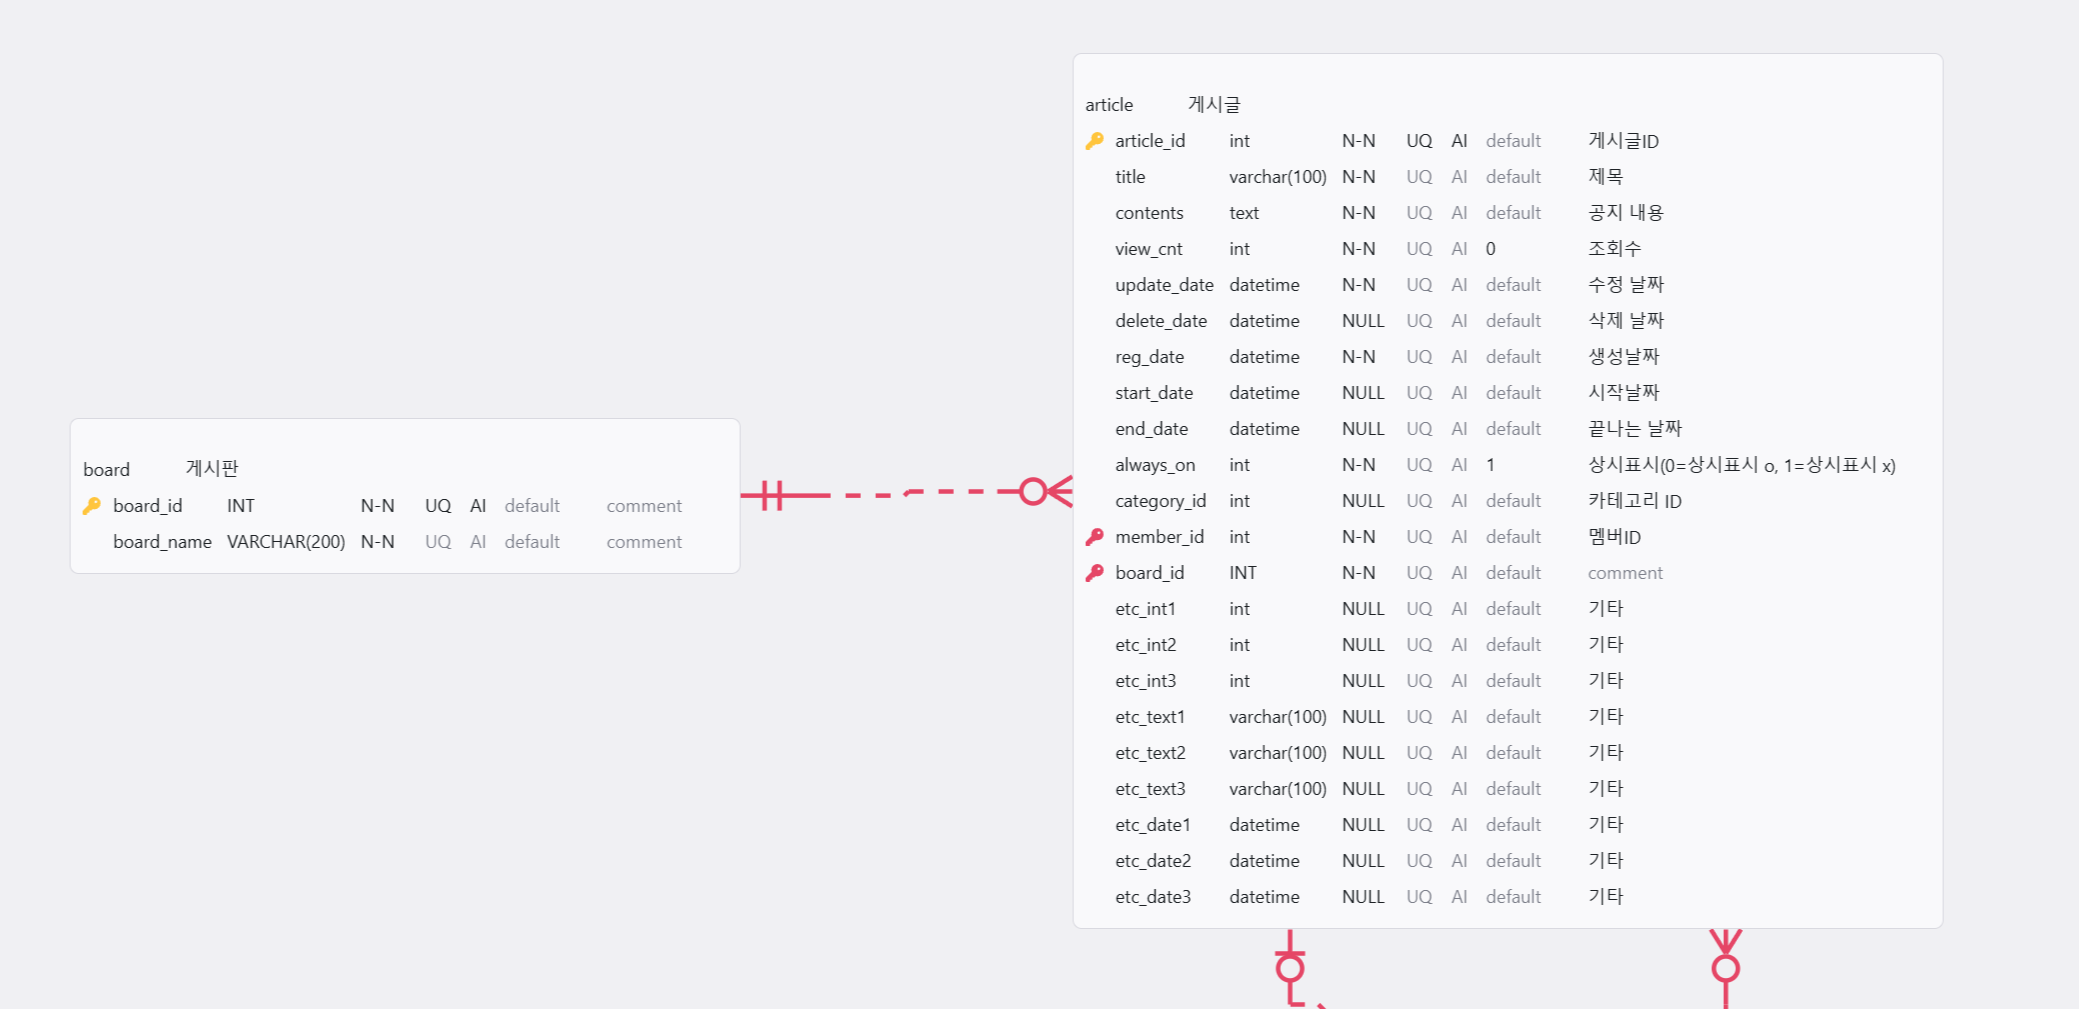 board 게시판
board_id INT N-N UQ AI default comment
board_name VARCHAR(200) N-N UQ AI default comment
article 게시글
article_id int N-N UQ AI default 게시글ID
title varchar(100) N-N UQ AI default 제목
contents text N-N UQ AI default 공지 내용
view_cnt int N-N UQ AI 0 조회수
update_date datetime N-N UQ AI default 수정 날짜
delete_date datetime NULL UQ AI default 삭제 날짜
reg_date datetime N-N UQ AI default 생성날짜
start_date datetime NULL UQ AI default 시작날짜
end_date datetime NULL UQ AI default 끝나는 날짜
always_on int N-N UQ AI 1 상시표시(0=상시표시 o, 1=상시표시 x)
category_id int NULL UQ AI default 카테고리 ID
member_id int N-N UQ AI default 멤버ID
board_id INT N-N UQ AI default comment
etc_int1 int NULL UQ AI default 기타
etc_int2 int NULL UQ AI default 기타
etc_int3 int NULL UQ AI default 기타
etc_text1 varchar(100) NULL UQ AI default 기타
etc_text2 varchar(100) NULL UQ AI default 기타
etc_text3 varchar(100) NULL UQ AI default 기타
etc_date1 datetime NULL UQ AI default 기타
etc_date2 datetime NULL UQ AI default 기타
etc_date3 datetime NULL UQ AI default 기타